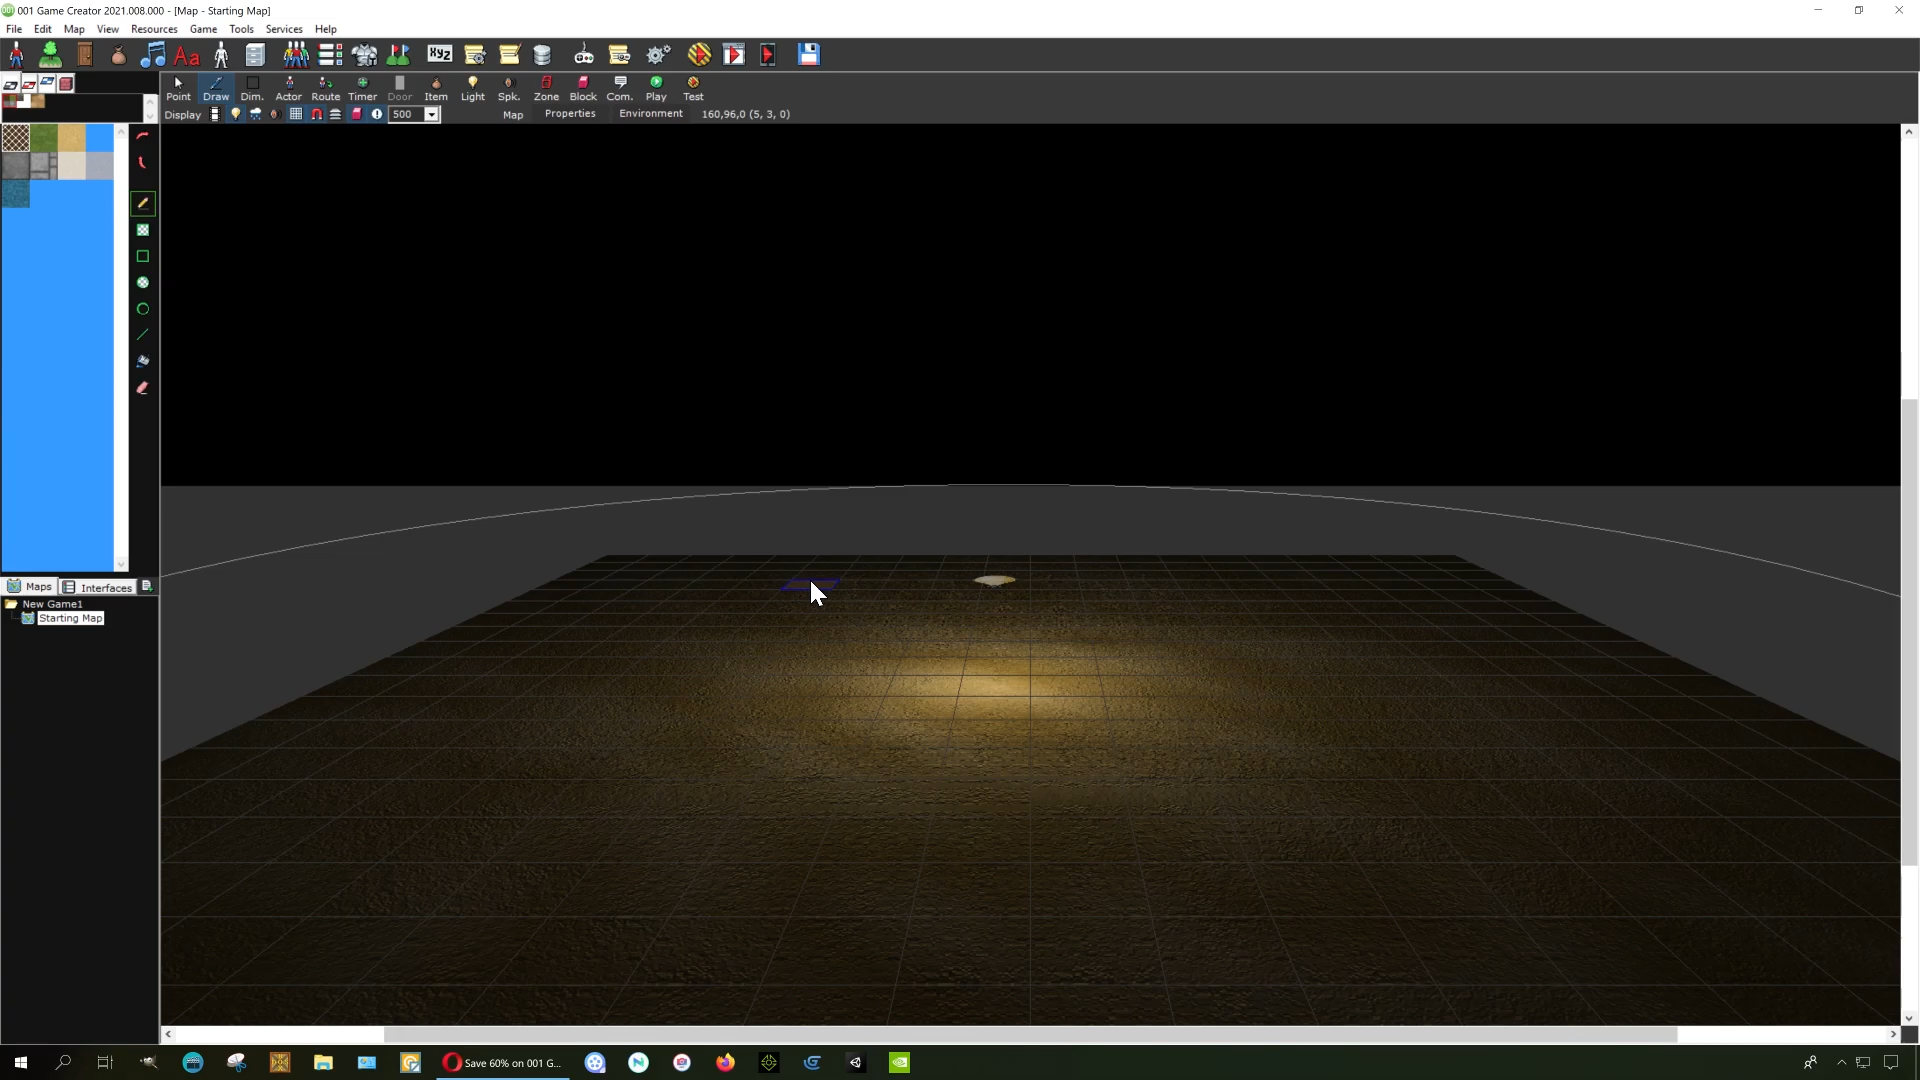 001 Game Creator 2021.008.000 - [Map - Starting Map]
File Edit Map View Resources Game Tools Services Help
Aa
Xyz
Point Draw Dim. Actor Route Timer Door Item Light Spk. Zone Block Com. Play Test
Display 500 Map Properties Environment 160,96,0 (5, 3, 0)
Maps Interfaces
New Game1
Starting Map
Save 60% on 001 G...